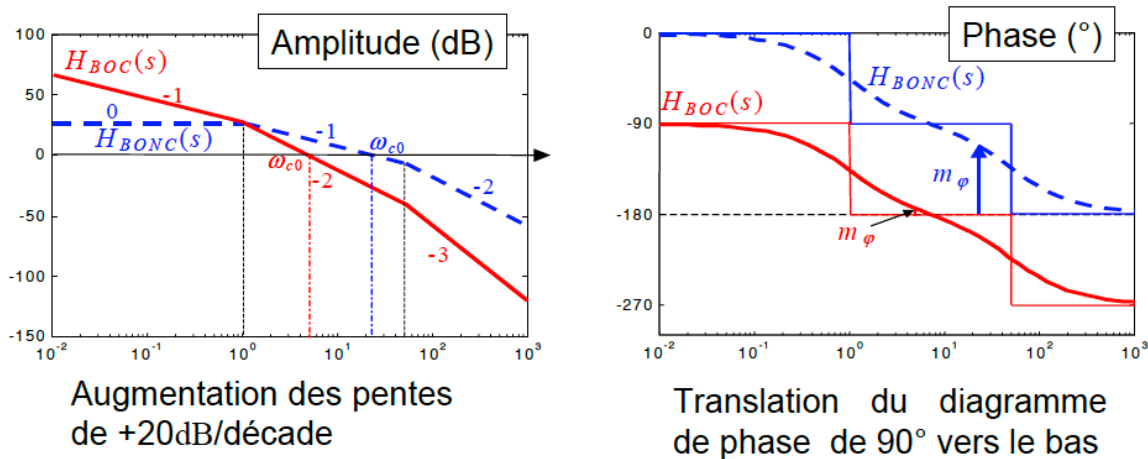 Amplitude (dB)
100
50
0
-50
-100
-150
H_BOC(s)
-1
0
H_BONC(s)
-1
ω_c0
ω_c0
-2
-2
-3
10^-2
10^-1
10^0
10^1
10^2
10^3
Augmentation des pentes
de +20dB/décade
Phase (°)
0
-90
-180
-270
H_BONC(s)
H_BOC(s)
m_φ
m_φ
10^-2
10^-1
10^0
10^1
10^2
10^3
Translation du diagramme
de phase de 90° vers le bas